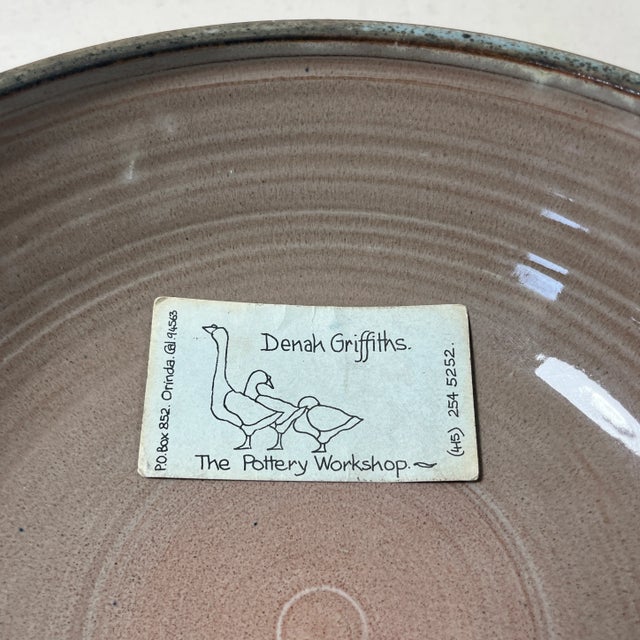 Denah Griffiths.
The Pottery Workshop.
P.O. Box 852. Orinda. Cal. 94563
(415) 254 5252.